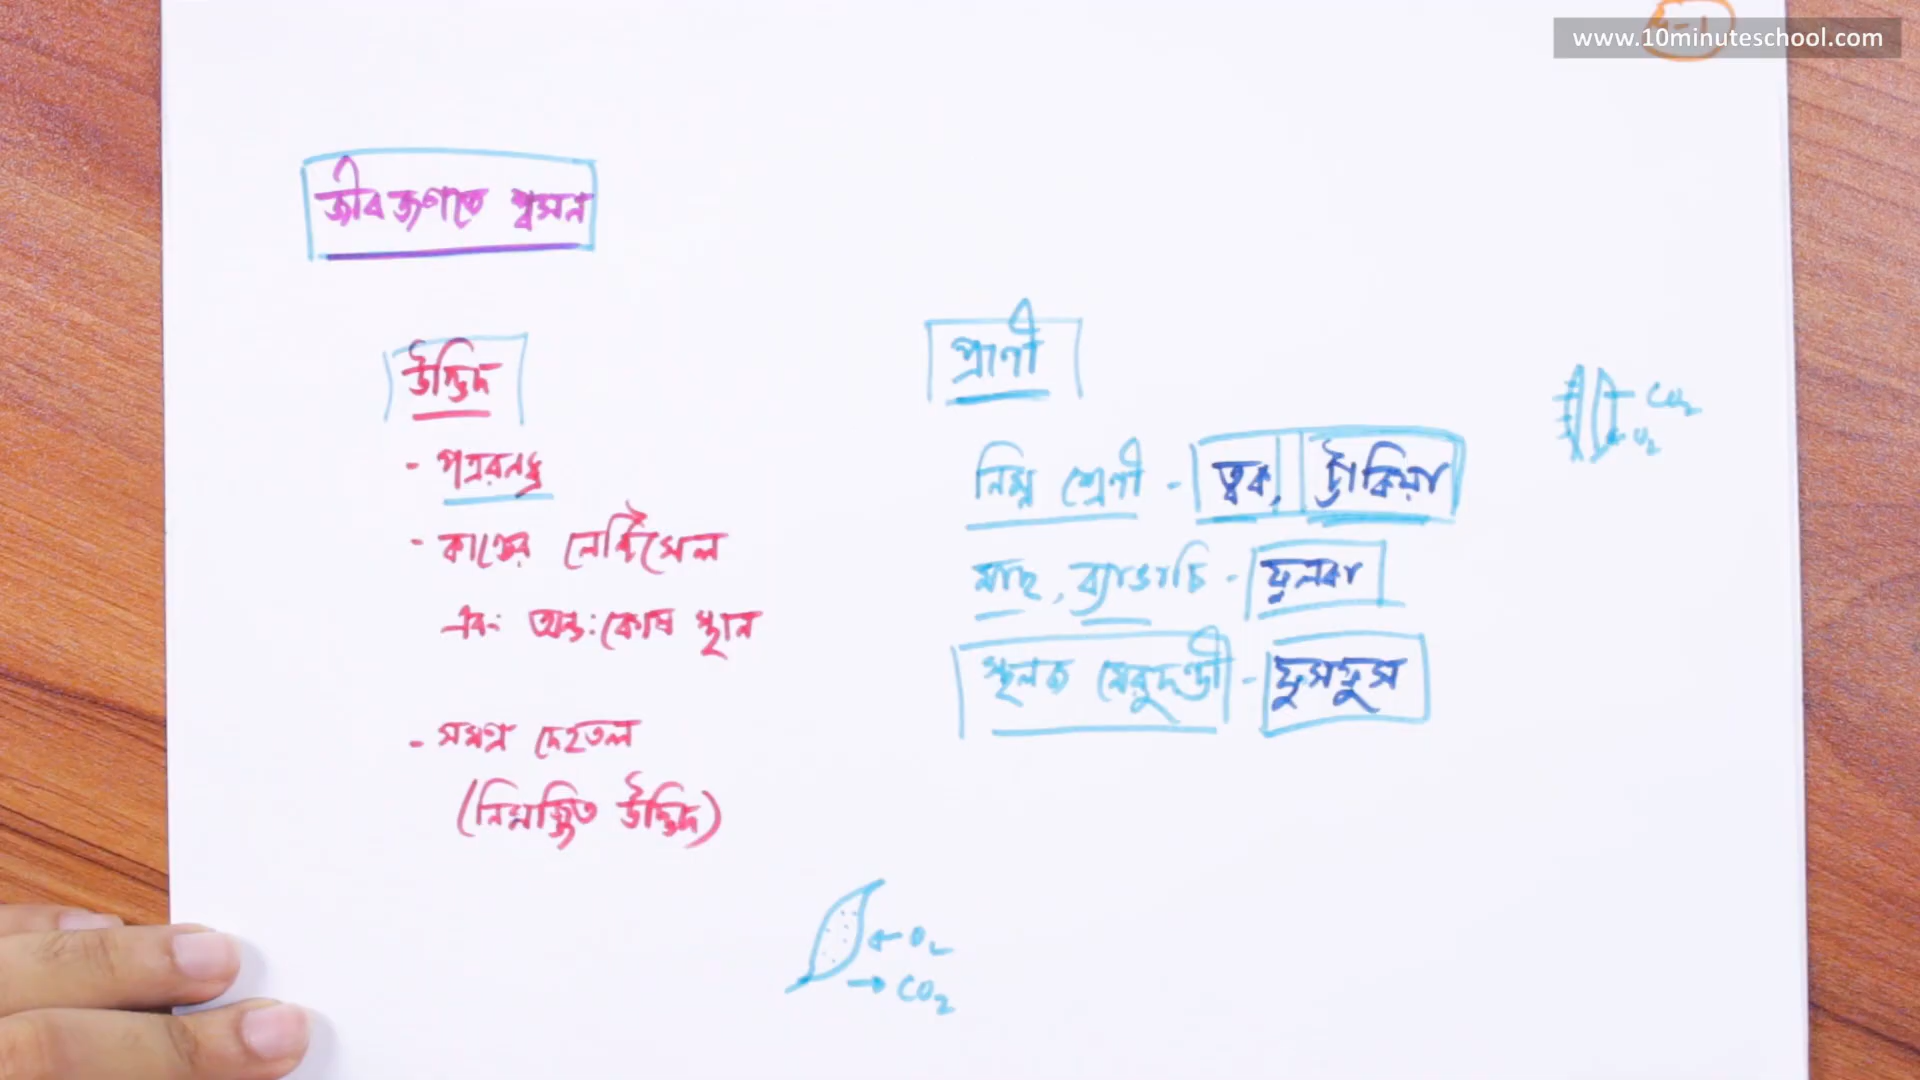 www.10minuteschool.com
জীবজগতে শ্বসন
উদ্ভিদ
- পত্ররন্ধ্র
- কান্ডের লেন্টিসেল
এবং অন্ত:কোষ স্থান
- সমগ্র দেহতল
(নিমজ্জিত উদ্ভিদ)
প্রাণী
নিম্ন শ্রেণী - ত্বক, ট্রাকিয়া
মাছ, ব্যাঙাচি - ফুলকা
স্থলজ মেরুদণ্ডী - ফুসফুস
CO₂
O₂
O₂
CO₂